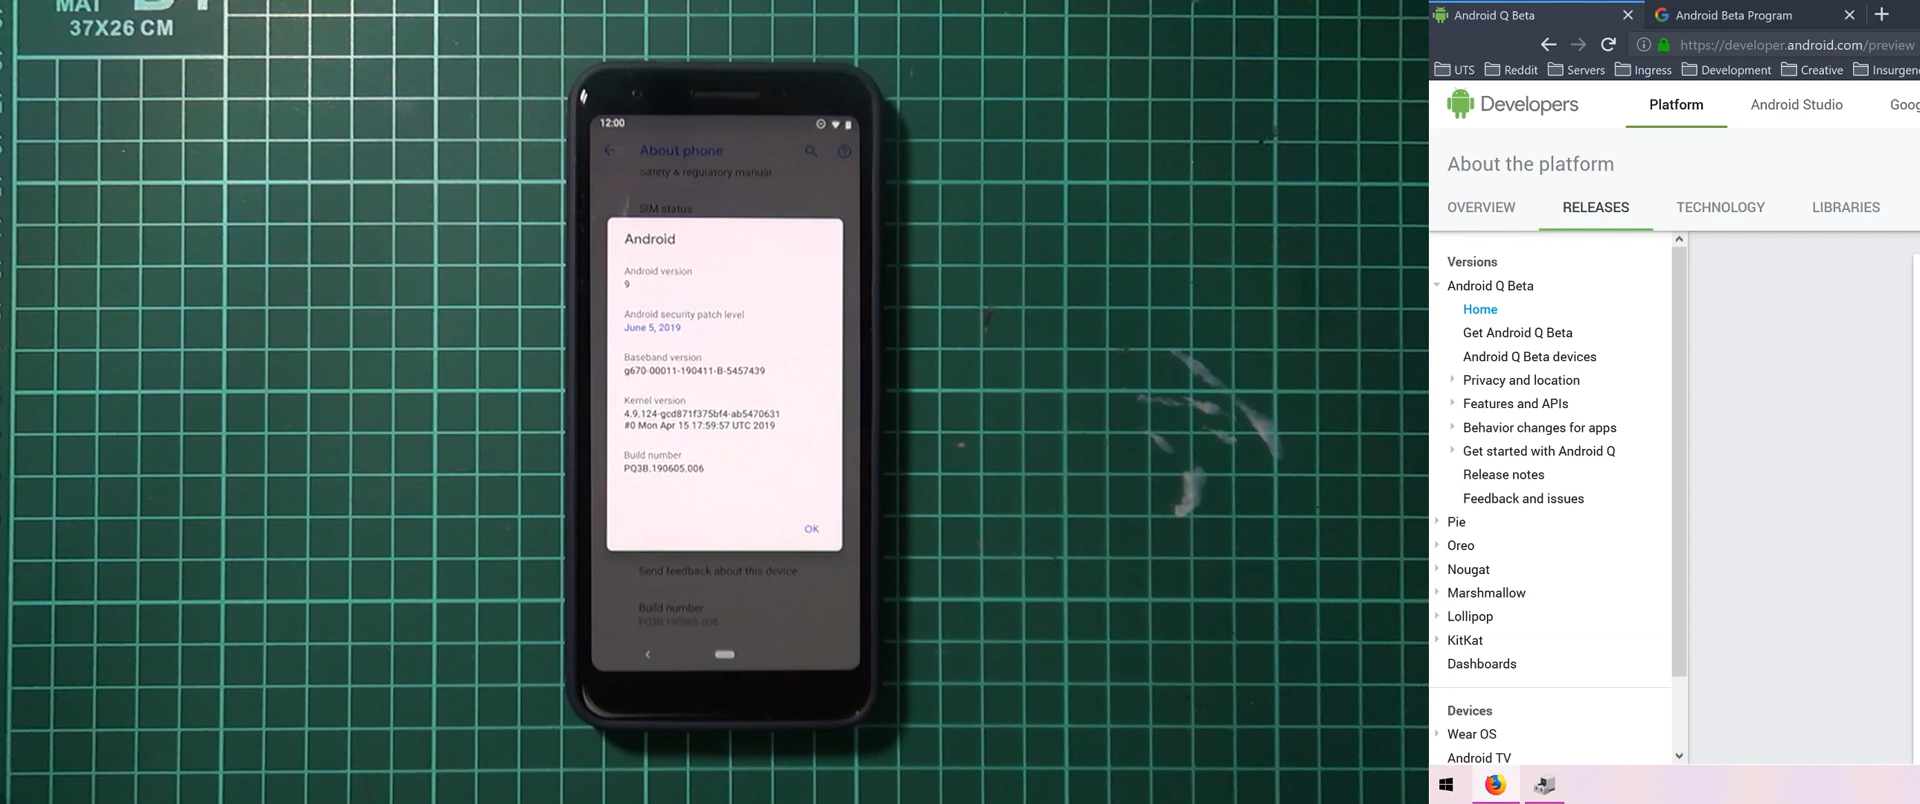 MAT
37X26 CM
12:00
About phone
Safety & regulatory manual
SIM status
Android
Android version
9
Android security patch level
June 5, 2019
Baseband version
g670-00011-190411-B-5457439
Kernel version
4.9.124-gcd871f375bf4-ab5470631
#0 Mon Apr 15 17:59:57 UTC 2019
Build number
PQ3B.190605.006
OK
Send feedback about this device
Build number
PQ3B.190605.006
Android Q Beta
Android Beta Program
https://developer.android.com/preview
UTS Reddit Servers Ingress Development Creative Insurgen
Developers Platform Android Studio Goog
About the platform
OVERVIEW RELEASES TECHNOLOGY LIBRARIES
Versions
Android Q Beta
Home
Get Android Q Beta
Android Q Beta devices
Privacy and location
Features and APIs
Behavior changes for apps
Get started with Android Q
Release notes
Feedback and issues
Pie
Oreo
Nougat
Marshmallow
Lollipop
KitKat
Dashboards
Devices
Wear OS
Android TV